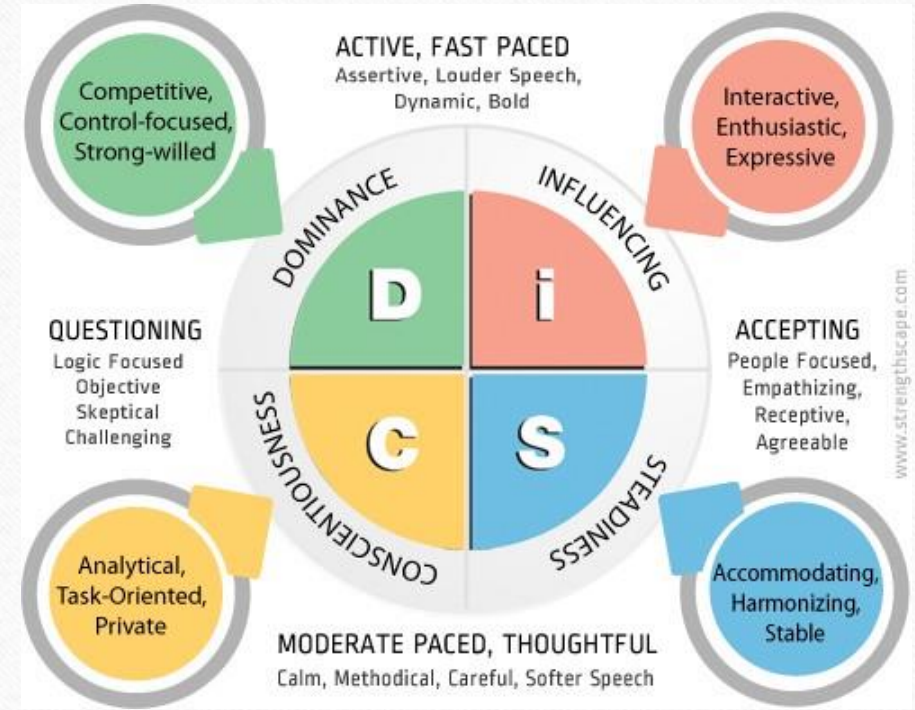 ACTIVE, FAST PACED
Assertive, Louder Speech,
Dynamic, Bold
Competitive,
Control-focused,
Strong-willed
Interactive,
Enthusiastic,
Expressive
DOMINANCE
INFLUENCING
D
i
QUESTIONING
Logic Focused
Objective
Skeptical
Challenging
ACCEPTING
People Focused,
Empathizing,
Receptive,
Agreeable
www.strengthscape.com
C
S
CONSCIENTIOUSNESS
STEADINESS
Analytical,
Task-Oriented,
Private
Accommodating,
Harmonizing,
Stable
MODERATE PACED, THOUGHTFUL
Calm, Methodical, Careful, Softer Speech